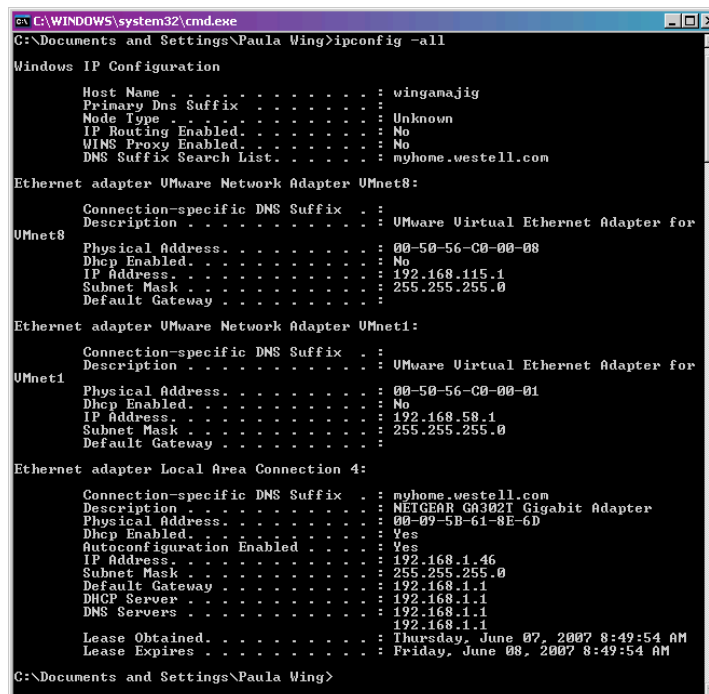 C:\WINDOWS\system32\cmd.exe
C:\Documents and Settings\Paula Wing>ipconfig -all
Windows IP Configuration
Host Name . . . . . . . . . . . . : wingamajig
Primary Dns Suffix . . . . . . . :
Node Type . . . . . . . . . . . . : Unknown
IP Routing Enabled. . . . . . . . : No
WINS Proxy Enabled. . . . . . . . : No
DNS Suffix Search List. . . . . . : myhome.westell.com
Ethernet adapter VMware Network Adapter VMnet8:
Connection-specific DNS Suffix . :
Description . . . . . . . . . . . : VMware Virtual Ethernet Adapter for
VMnet8
Physical Address. . . . . . . . . : 00-50-56-C0-00-08
Dhcp Enabled. . . . . . . . . . . : No
IP Address. . . . . . . . . . . . : 192.168.115.1
Subnet Mask . . . . . . . . . . . : 255.255.255.0
Default Gateway . . . . . . . . . :
Ethernet adapter VMware Network Adapter VMnet1:
Connection-specific DNS Suffix . :
Description . . . . . . . . . . . : VMware Virtual Ethernet Adapter for
VMnet1
Physical Address. . . . . . . . . : 00-50-56-C0-00-01
Dhcp Enabled. . . . . . . . . . . : No
IP Address. . . . . . . . . . . . : 192.168.58.1
Subnet Mask . . . . . . . . . . . : 255.255.255.0
Default Gateway . . . . . . . . . :
Ethernet adapter Local Area Connection 4:
Connection-specific DNS Suffix . : myhome.westell.com
Description . . . . . . . . . . . : NETGEAR GA302T Gigabit Adapter
Physical Address. . . . . . . . . : 00-09-5B-61-8E-6D
Dhcp Enabled. . . . . . . . . . . : Yes
Autoconfiguration Enabled . . . . : Yes
IP Address. . . . . . . . . . . . : 192.168.1.46
Subnet Mask . . . . . . . . . . . : 255.255.255.0
Default Gateway . . . . . . . . . : 192.168.1.1
DHCP Server . . . . . . . . . . . : 192.168.1.1
DNS Servers . . . . . . . . . . . : 192.168.1.1
192.168.1.1
Lease Obtained. . . . . . . . . . : Thursday, June 07, 2007 8:49:54 AM
Lease Expires . . . . . . . . . . : Friday, June 08, 2007 8:49:54 AM
C:\Documents and Settings\Paula Wing>